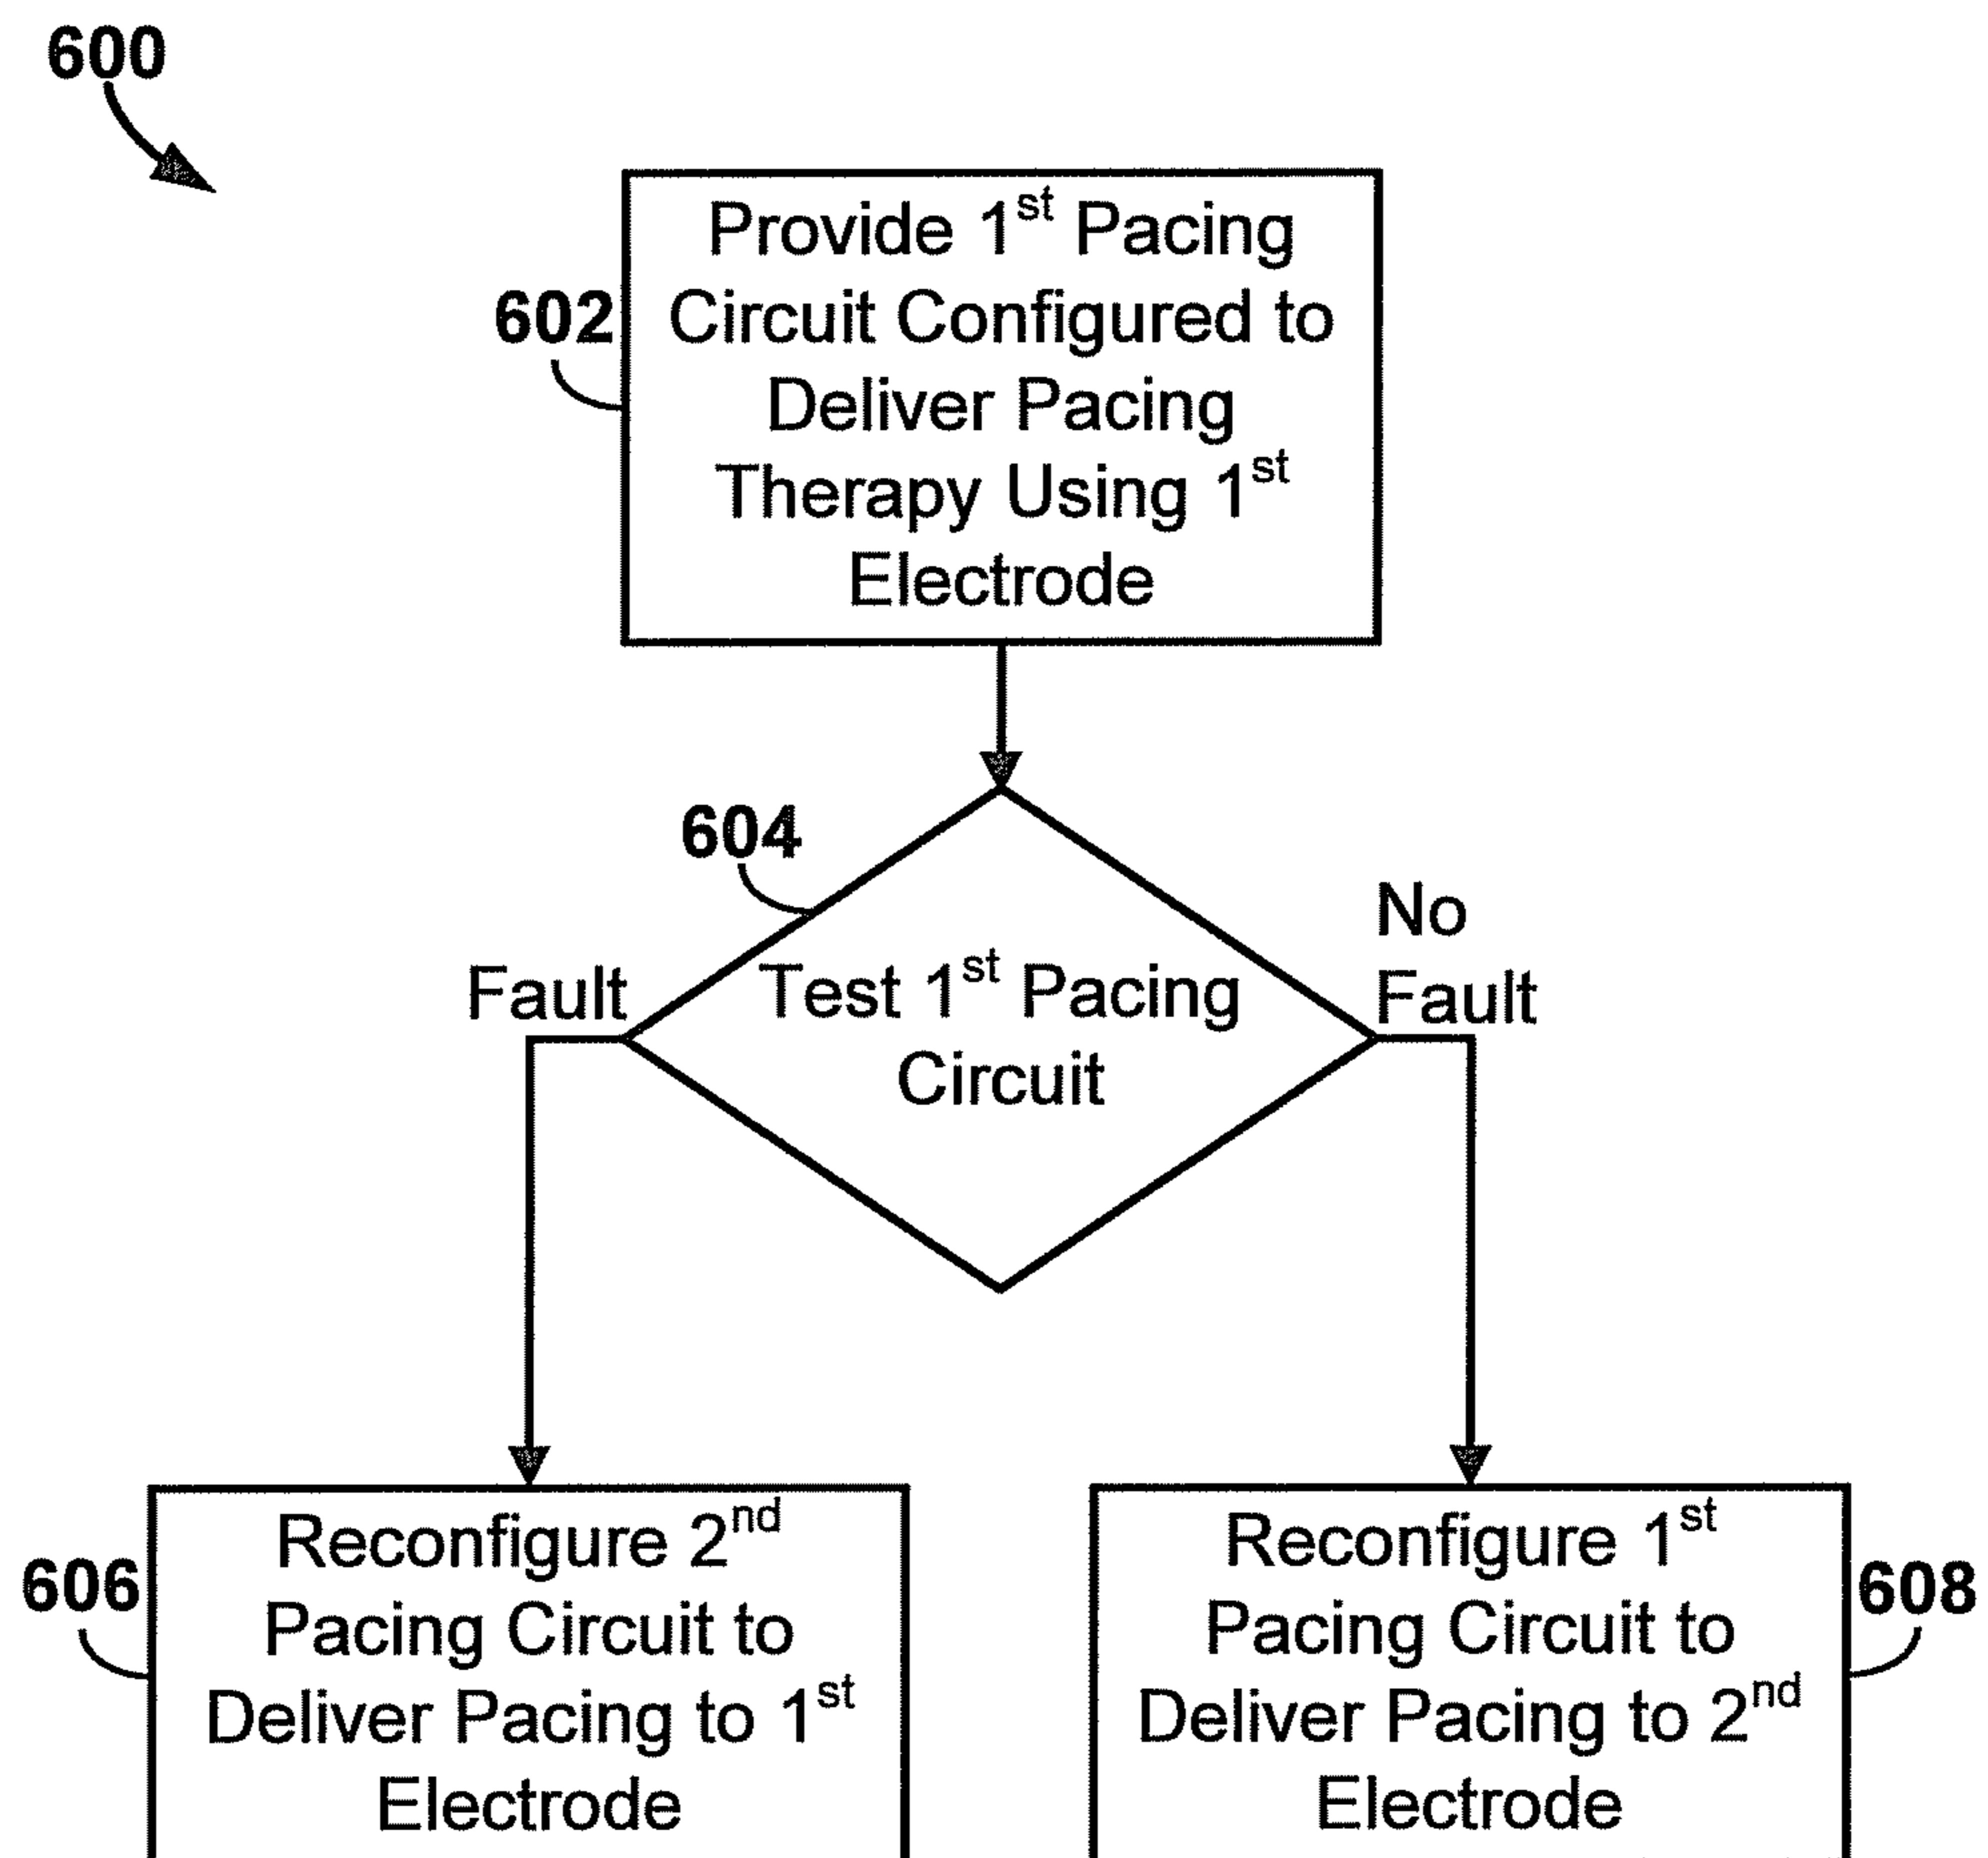 600
Provide 1st Pacing
Circuit Configured to
Deliver Pacing
Therapy Using 1st
Electrode
602
604
Test 1st Pacing
Circuit
Fault
No
Fault
606
Reconfigure 2nd
Pacing Circuit to
Deliver Pacing to 1st
Electrode
Reconfigure 1st
Pacing Circuit to
Deliver Pacing to 2nd
Electrode
608